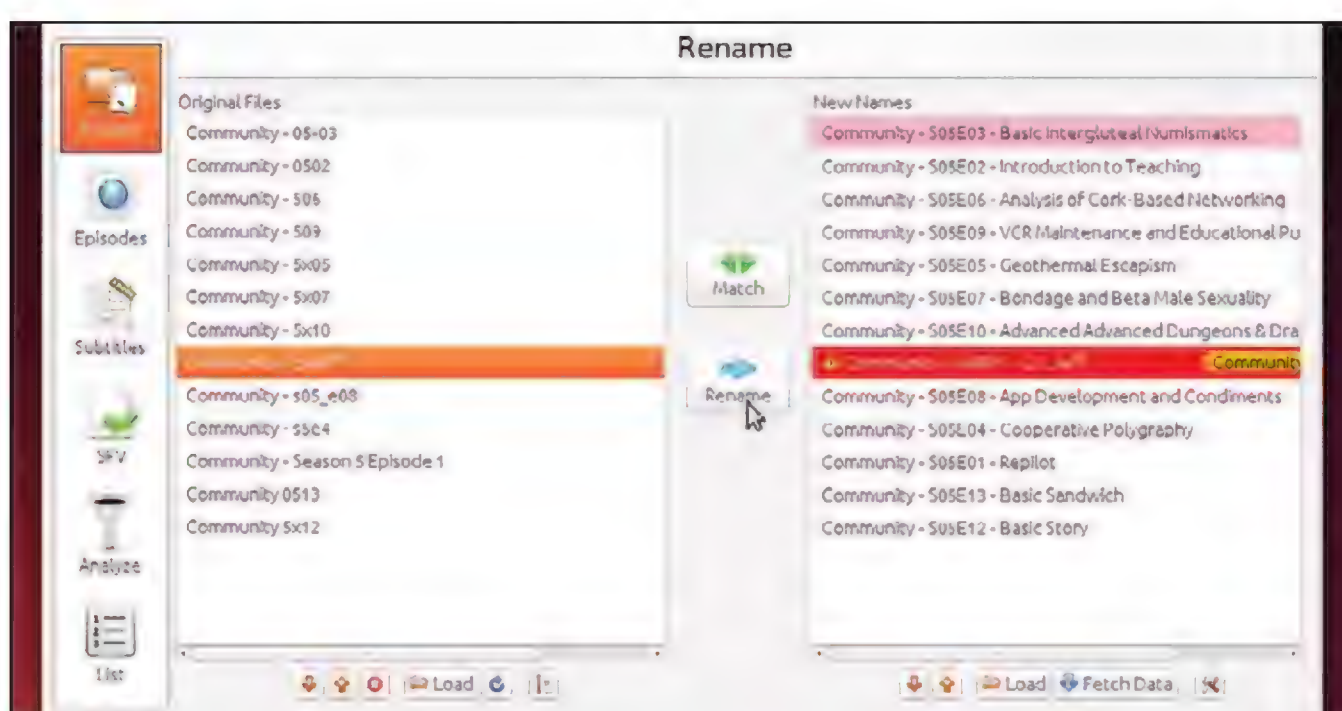 Rename
Original Files
Community - 05-03
Community - 0502
Community - 506
Community - 509
Community - 5x05
Community - 5x07
Community - 5x10
Community - s05_e08
Community - s5e4
Community - Season 5 Episode 1
Community 0513
Community 5x12
Load
Episodes
Subtitles
SFV
Analyze
List
Match
Rename
New Names
Community - S05E03 - Basic Intergluteal Numismatics
Community - S05E02 - Introduction to Teaching
Community - S05E06 - Analysis of Cork-Based Networking
Community - S05E09 - VCR Maintenance and Educational Pu
Community - S05E05 - Geothermal Escapism
Community - S05E07 - Bondage and Beta Male Sexuality
Community - S05E10 - Advanced Advanced Dungeons & Dra
Communit
Community - S05E08 - App Development and Condiments
Community - S05E04 - Cooperative Polygraphy
Community - S05E01 - Repilot
Community - S05E13 - Basic Sandwich
Community - S05E12 - Basic Story
Load
Fetch Data